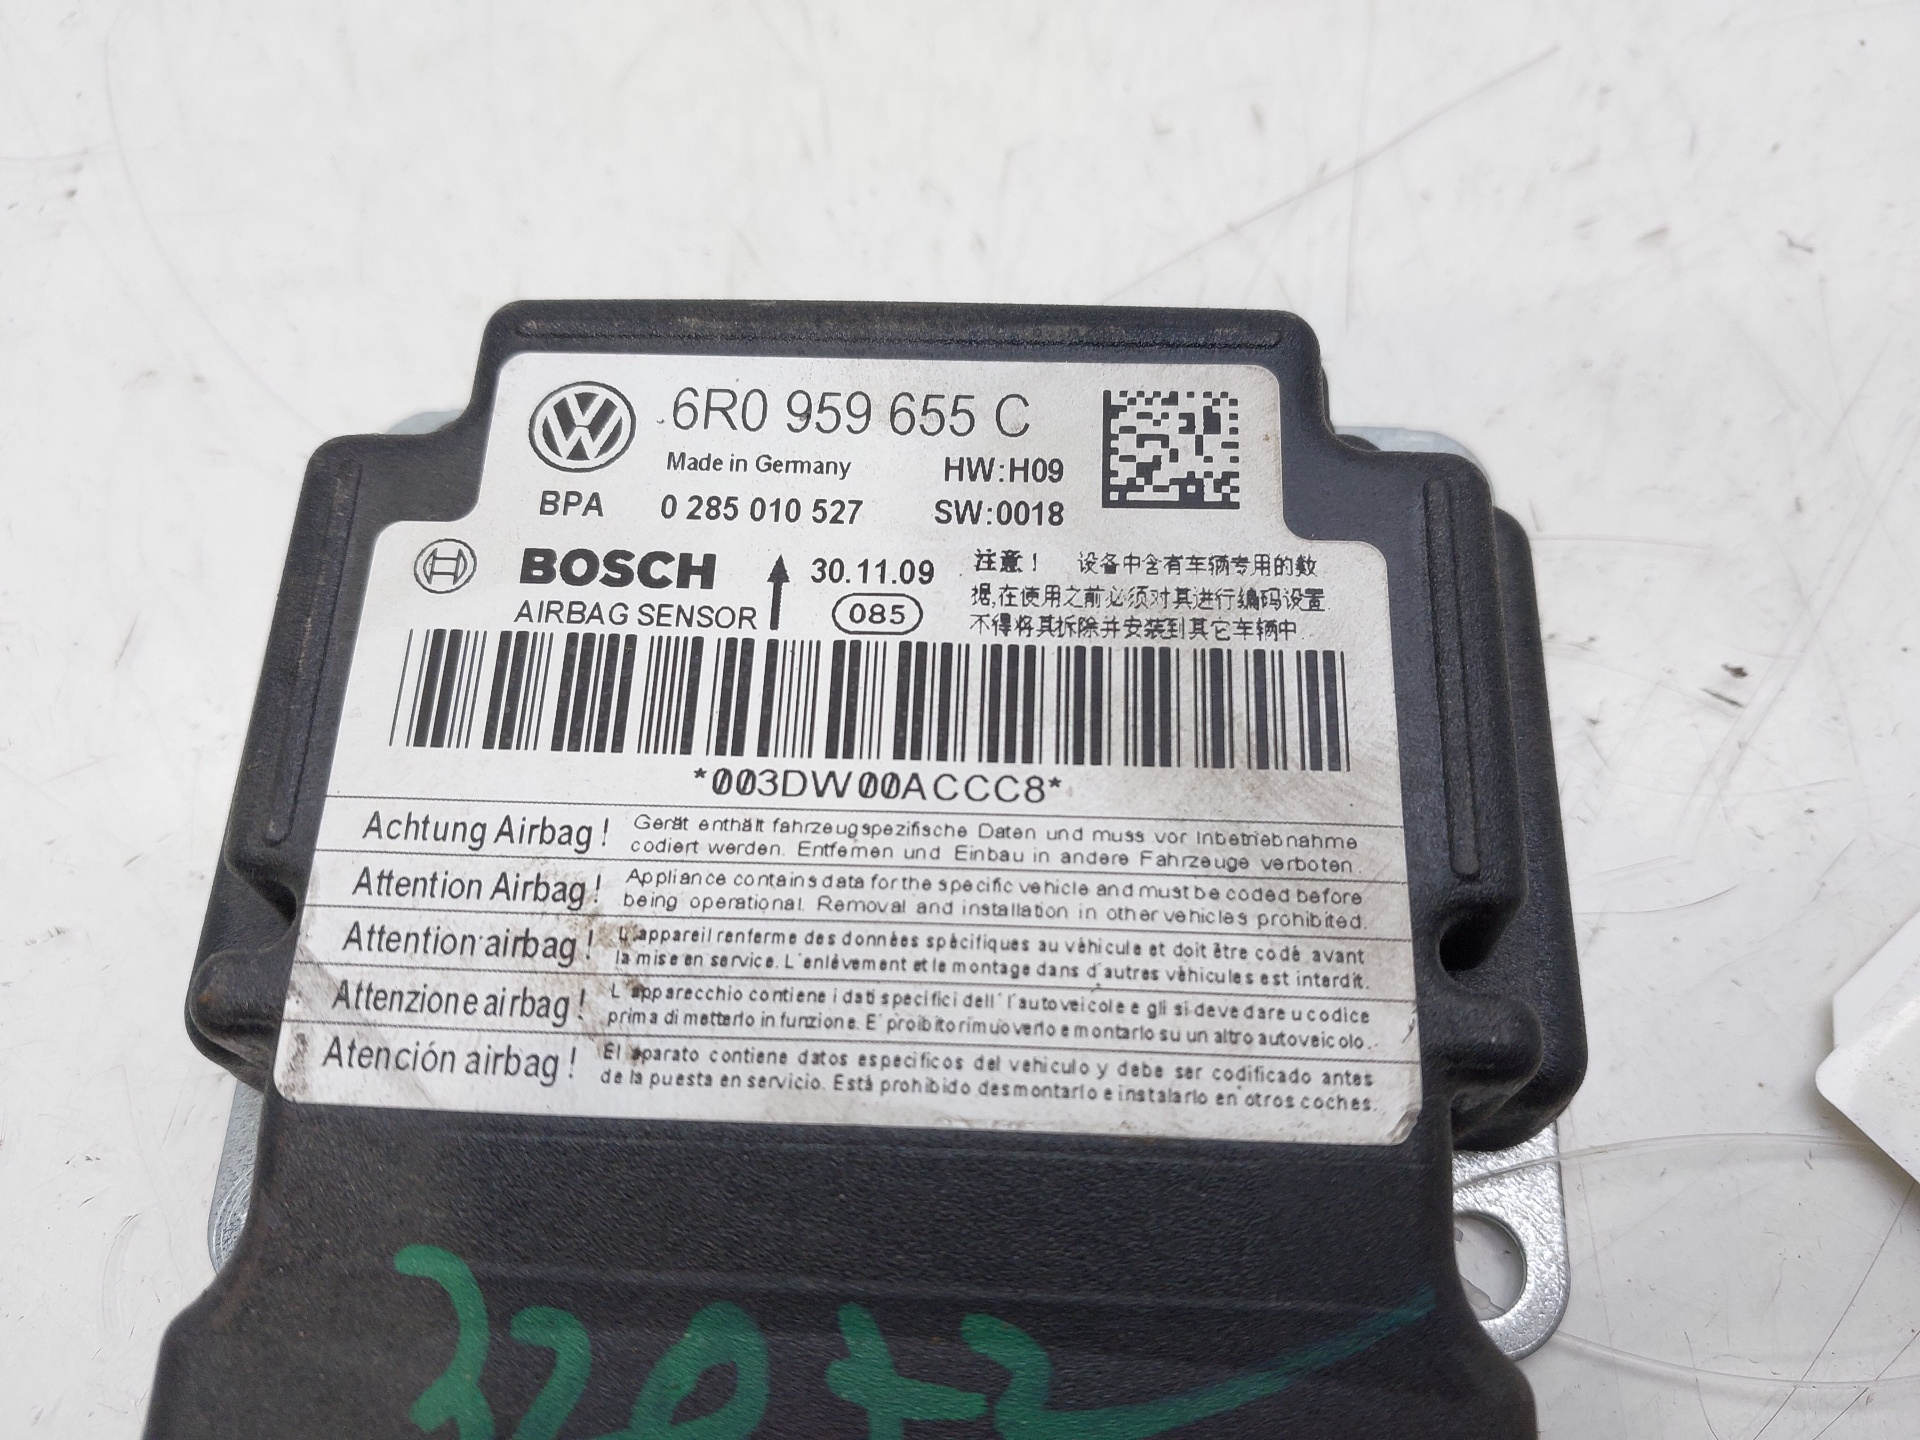 6R0 959 655 C
Made in Germany HW:H09
BPA 0 285 010 527 SW:0018
BOSCH 30.11.09
AIRBAG SENSOR 085
注意！ 设备中含有车辆专用的数
据,在使用之前必须对其进行编码设置.
不得将其拆除并安装到其它车辆中.
*003DW00ACCC8*
Achtung Airbag! Gerät enthält fahrzeugspezifische Daten und muss vor Inbetriebnahme
codiert werden. Entfernen und Einbau in andere Fahrzeuge verboten.
Attention Airbag! Appliance contains data for the specific vehicle and must be coded before
being operational. Removal and installation in other vehicles prohibited.
Attention airbag! L'appareil renferme des données spécifiques au véhicule et doit être codé avant
la mise en service. L'enlévement et le montage dans d'autres véhicules est interdit.
Attenzione airbag! L'apparecchio contiene i dati specifici dell' l'autoveicole e gli si deve dare u codice
prima di metterlo in funzione. E' proibito rimuoverlo e montarlo su un altro autoveicolo.
Atención airbag! El aparato contiene datos especificos del vehiculo y debe ser codificado antes
de la puesta en servicio. Está prohibido desmontarlo e instalarlo en otros coches.